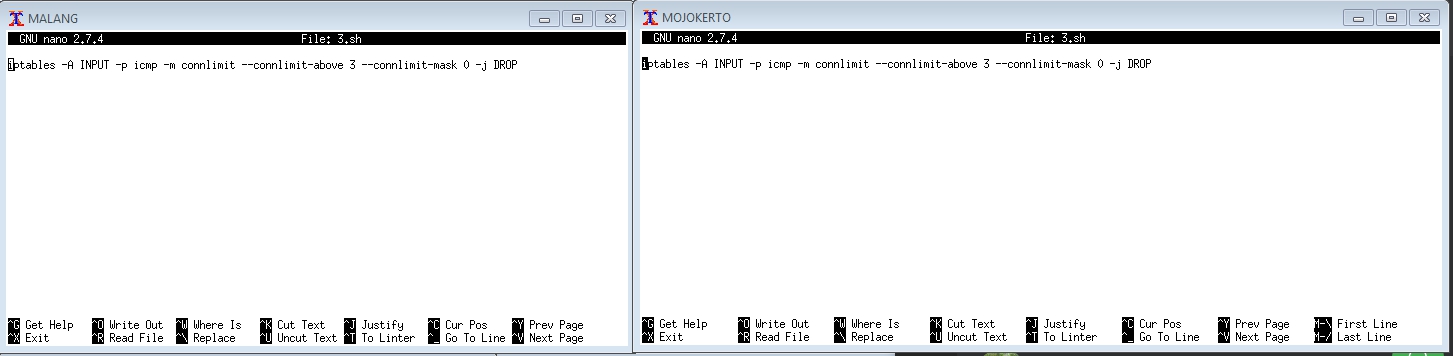 MALANG
GNU nano 2.7.4 File: 3.sh
iptables -A INPUT -p icmp -m connlimit --connlimit-above 3 --connlimit-mask 0 -j DROP
^G Get Help ^O Write Out ^W Where Is ^K Cut Text ^J Justify ^C Cur Pos ^Y Prev Page
^X Exit ^R Read File ^\ Replace ^U Uncut Text ^T To Linter ^_ Go To Line ^V Next Page
MOJOKERTO
GNU nano 2.7.4 File: 3.sh
iptables -A INPUT -p icmp -m connlimit --connlimit-above 3 --connlimit-mask 0 -j DROP
^G Get Help ^O Write Out ^W Where Is ^K Cut Text ^J Justify ^C Cur Pos ^Y Prev Page M-\ First Line
^X Exit ^R Read File ^\ Replace ^U Uncut Text ^T To Linter ^_ Go To Line ^V Next Page M-/ Last Line